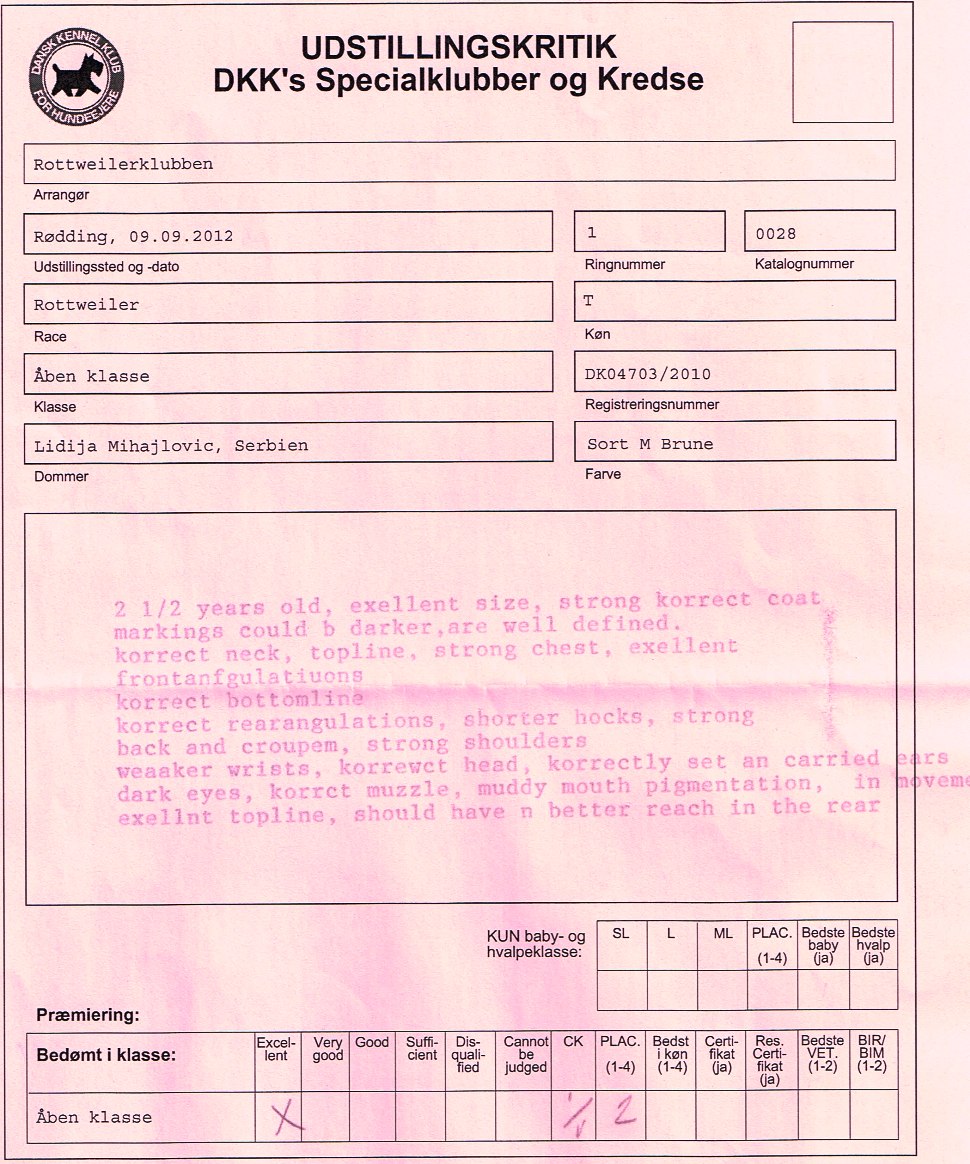 DANSK KENNEL KLUB
FOR HUNDEEJERE
UDSTILLINGSKRITIK
DKK's Specialklubber og Kredse
Rottweilerklubben
Arrangør
Rødding, 09.09.2012
1
0028
Udstillingssted og -dato
Ringnummer
Katalognummer
Rottweiler
T
Race
Køn
Åben klasse
DK04703/2010
Klasse
Registreringsnummer
Lidija Mihajlovic, Serbien
Sort M Brune
Dommer
Farve
2 1/2 years old, exellent size, strong korrect coat
markings could b darker,are well defined.
korrect neck, topline, strong chest, exellent
frontanfgulatiuons
korrect bottomline
korrect rearangulations, shorter hocks, strong
back and croupem, strong shoulders
weaaker wrists, korrewct head, korrectly set an carried ears
dark eyes, korrct muzzle, muddy mouth pigmentation, in moveme
exellnt topline, should have n better reach in the rear
KUN baby- og
hvalpeklasse:
SL
L
ML
PLAC.
(1-4)
Bedste
baby
(ja)
Bedste
hvalp
(ja)
Præmiering:
Bedømt i klasse:
Excel-
lent
Very
good
Good
Suffi-
cient
Dis-
quali-
fied
Cannot
be
judged
CK
PLAC.
(1-4)
Bedst
i køn
(1-4)
Certi-
fikat
(ja)
Res.
Certi-
fikat
(ja)
Bedste
VET.
(1-2)
BIR/
BIM
(1-2)
Åben klasse
X
2